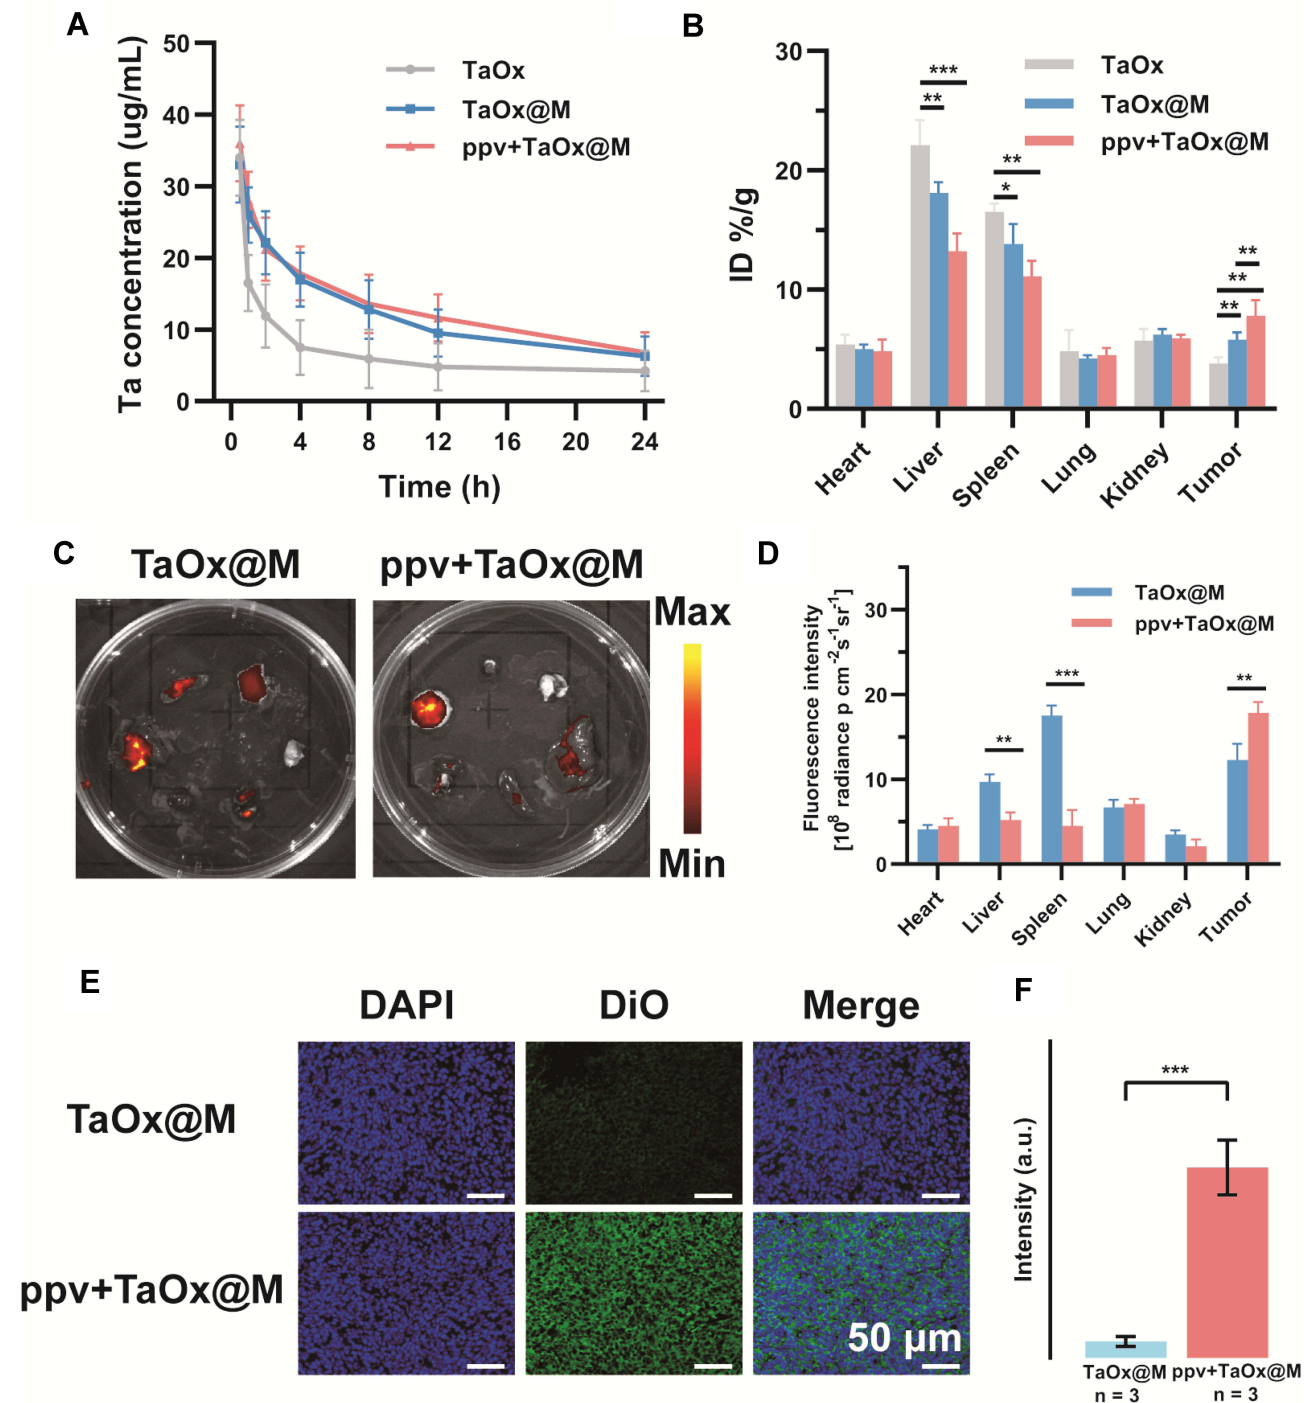 A
50
40
30
20
10
0
Ta concentration (ug/mL)
TaOx
TaOx@M
ppv+TaOx@M
0 4 8 12 16 20 24
Time (h)
B
30
20
10
0
ID %/g
TaOx
TaOx@M
ppv+TaOx@M
***
**
**
*
**
**
**
Heart Liver Spleen Lung Kidney Tumor
C
TaOx@M ppv+TaOx@M
Max
Min
D
Fluorescence intensity
[10⁸ radiance p cm⁻²s⁻¹sr⁻¹]
30
20
10
0
TaOx@M
ppv+TaOx@M
**
***
**
Heart Liver Spleen Lung Kidney Tumor
E
DAPI DiO Merge
TaOx@M
ppv+TaOx@M
50 μm
F
Intensity (a.u.)
***
TaOx@M ppv+TaOx@M
n = 3 n = 3